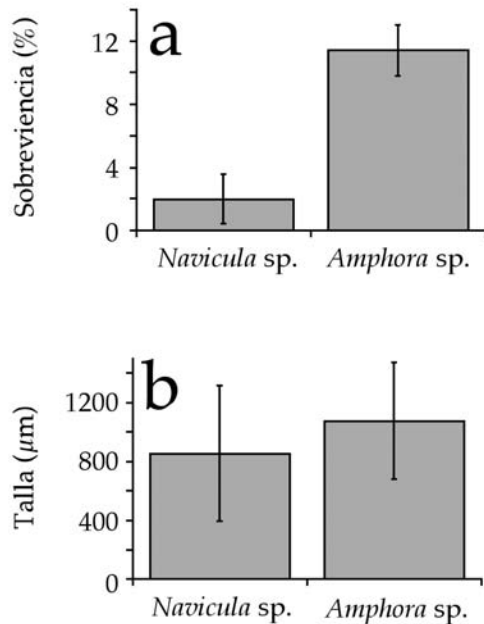 a
Sobreviencia (%)
12
8
4
0
Navicula sp.
Amphora sp.
b
Talla (µm)
1200
800
400
0
Navicula sp.
Amphora sp.